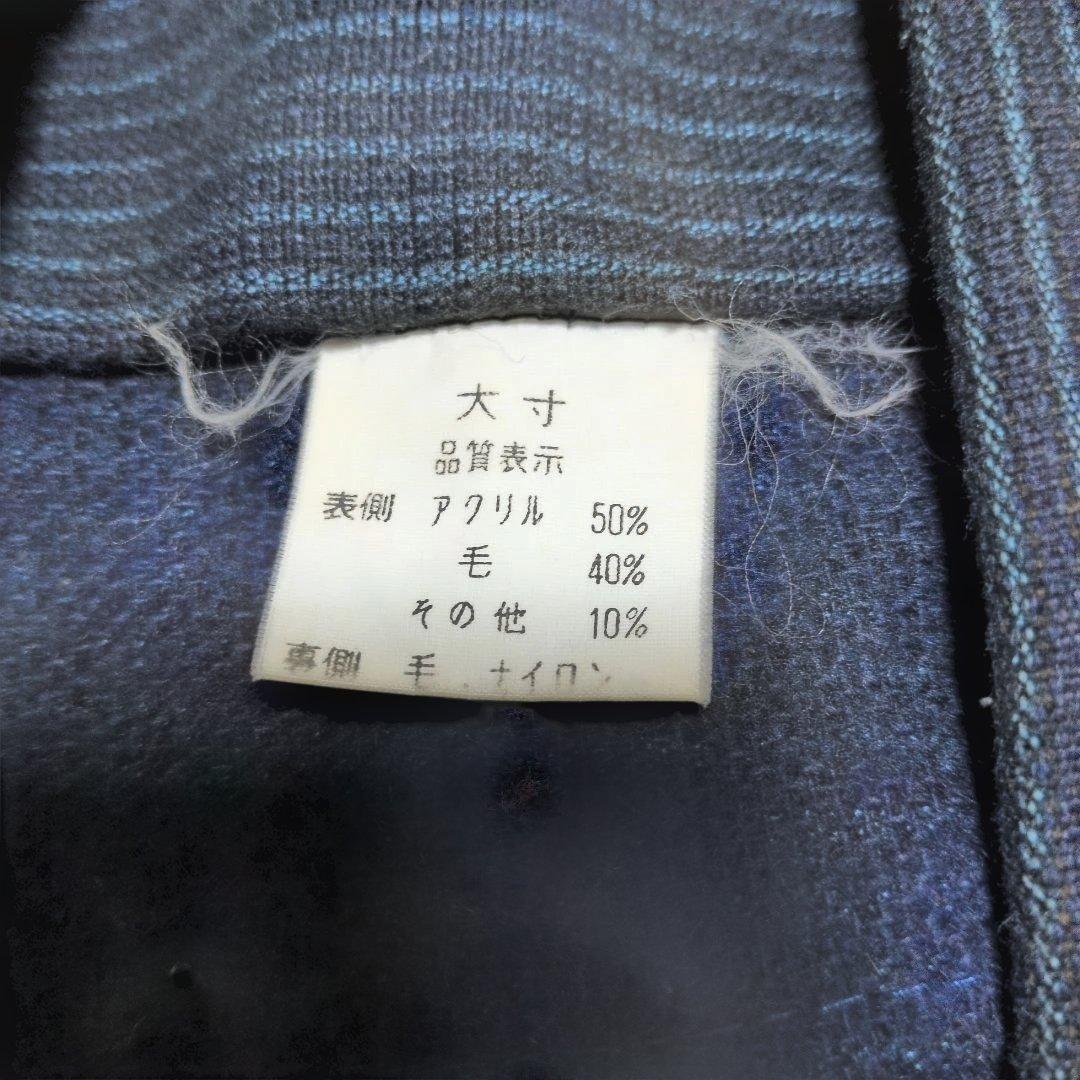 大寸
品質表示
表側 アクリル 50%
毛 40%
その他 10%
裏側 毛.ナイロン